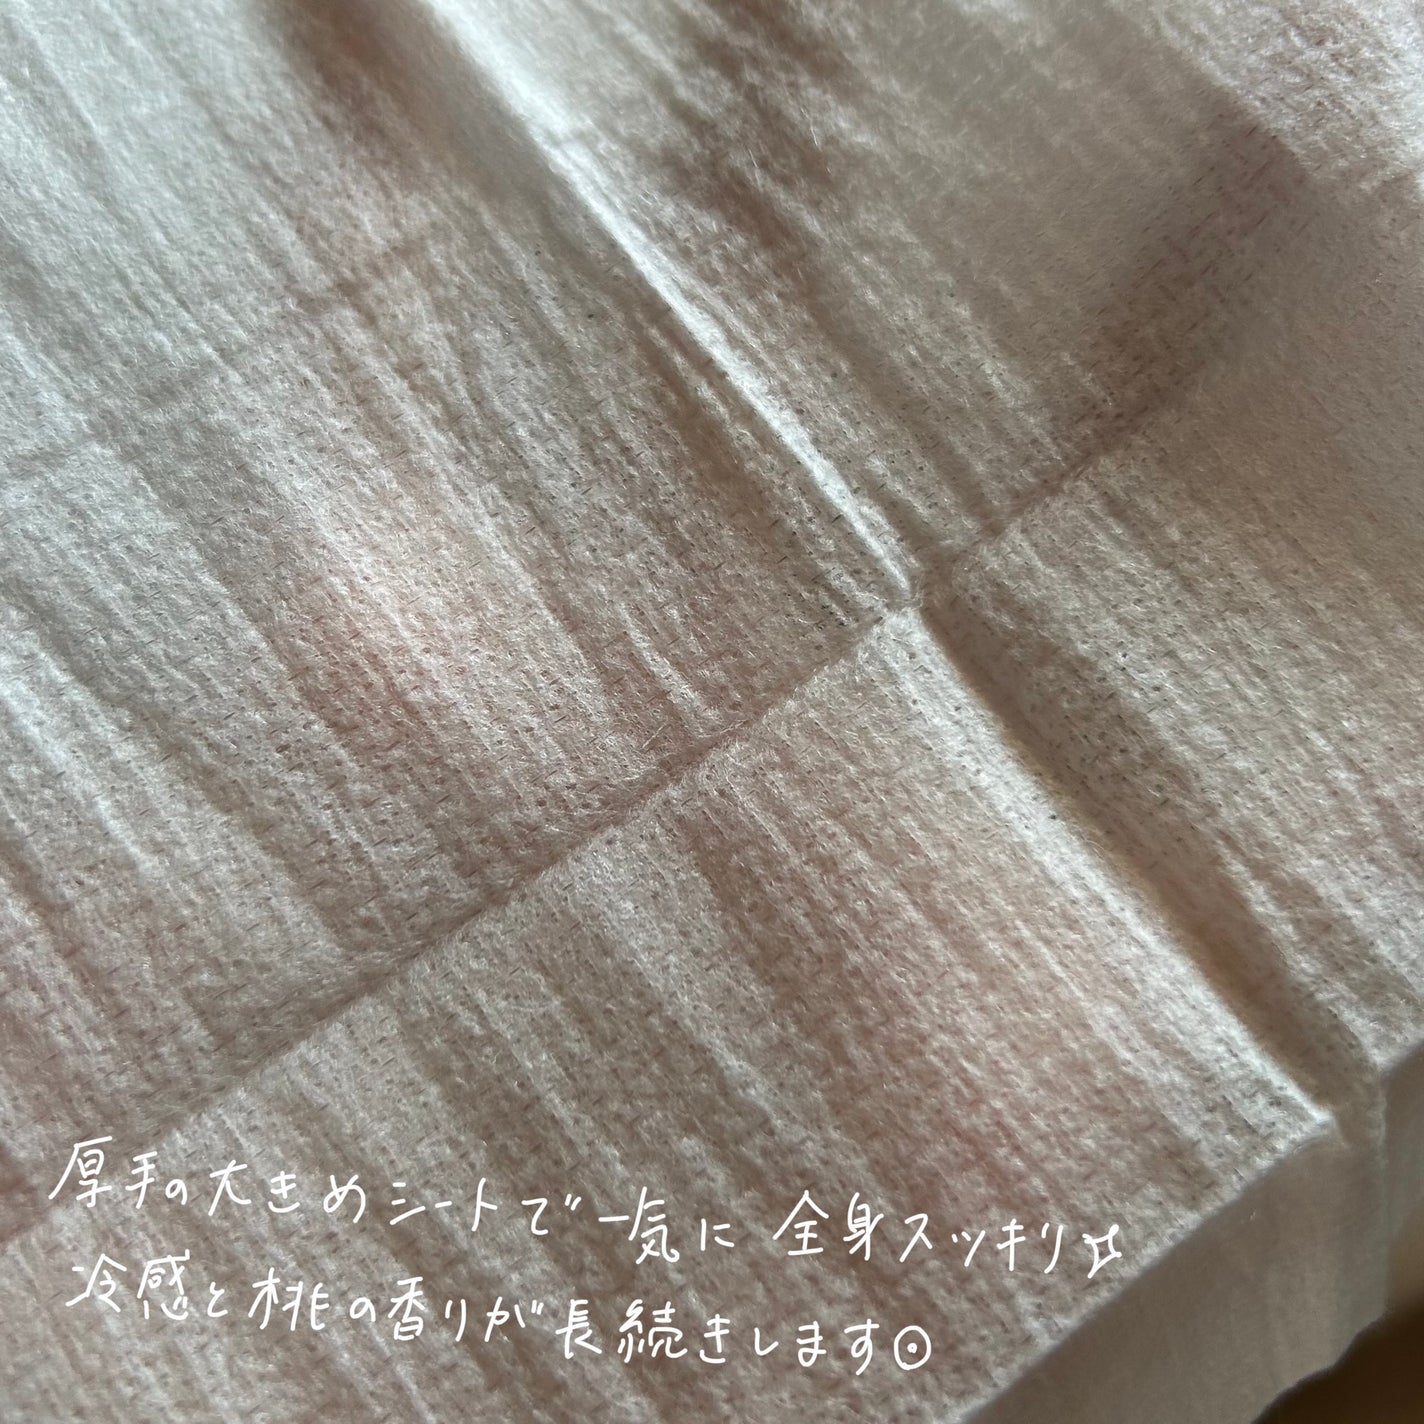 厚手の大きめシートで一気に全身スッキリ✨
冷感と桃の香りが長続きします◎